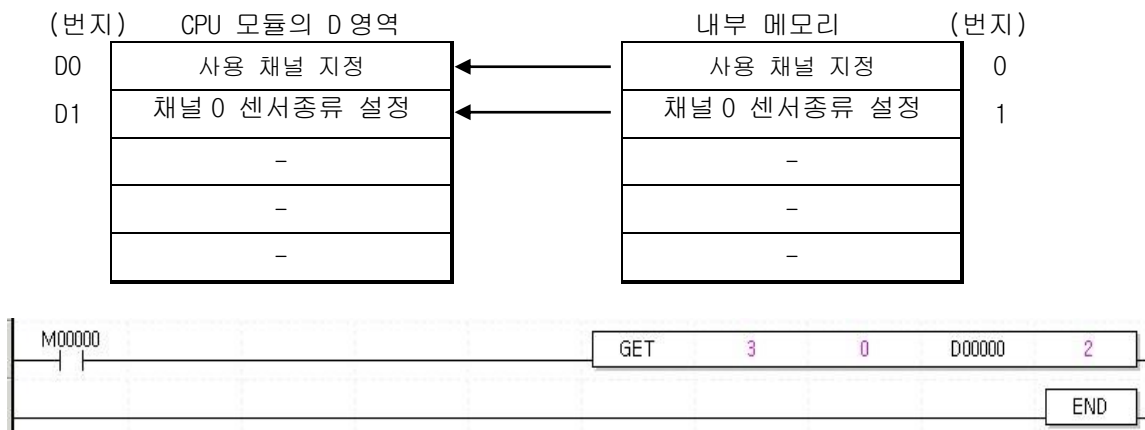 (번지) CPU 모듈의 D 영역 내부 메모리 (번지)
D0 사용 채널 지정 사용 채널 지정 0
D1 채널 0 센서종류 설정 채널 0 센서종류 설정 1
- -
- -
- -
M00000
GET 3 0 D00000 2
END